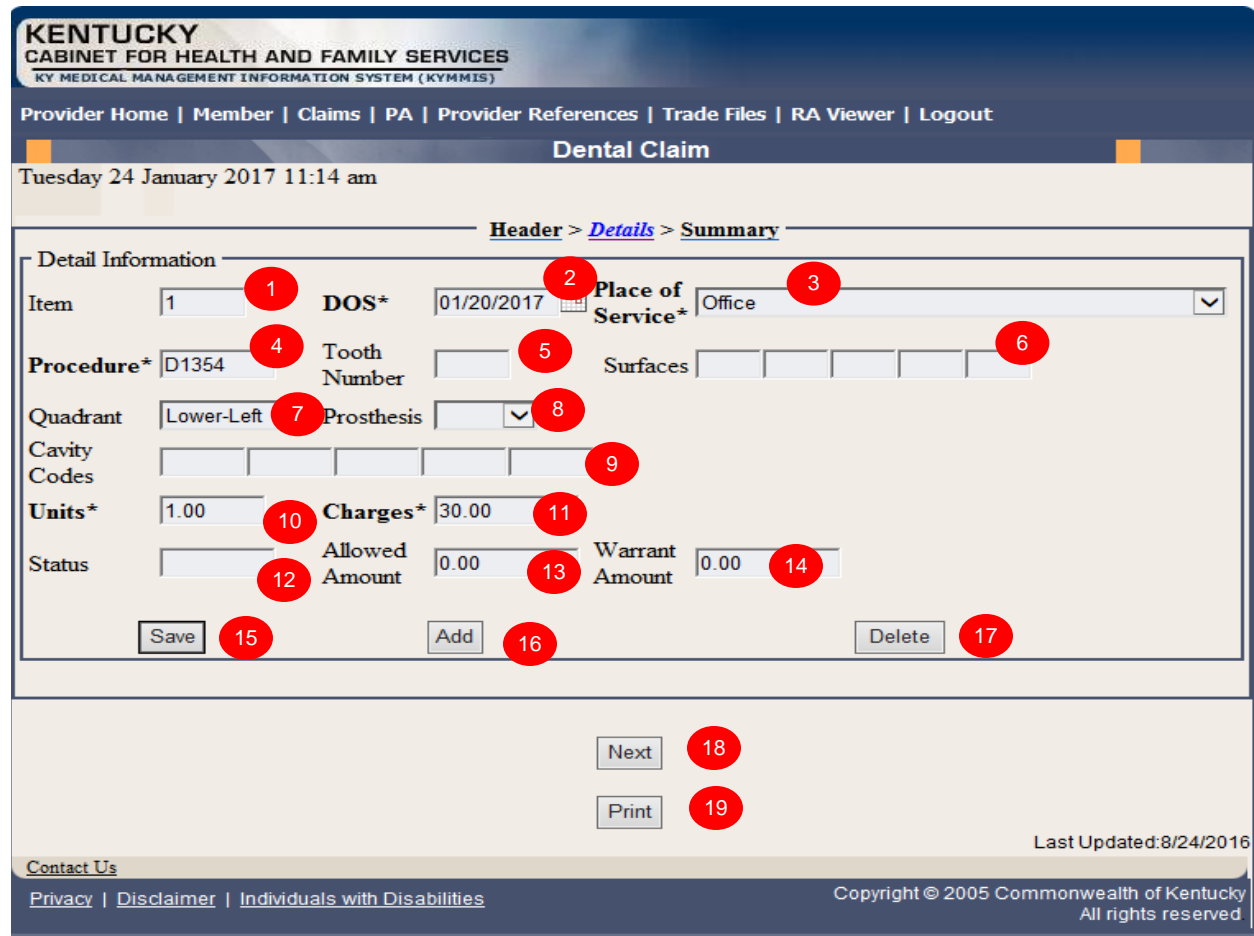 KENTUCKY
CABINET FOR HEALTH AND FAMILY SERVICES
KY MEDICAL MANAGEMENT INFORMATION SYSTEM (KYMMIS)
Provider Home | Member | Claims | PA | Provider References | Trade Files | RA Viewer | Logout
Dental Claim
Tuesday 24 January 2017 11:14 am
Header > Details > Summary
Detail Information
Item 1 1 DOS* 01/20/2017 2 Place of Service* Office 3
Procedure* D1354 4 Tooth Number 5 Surfaces 6
Quadrant Lower-Left 7 Prosthesis 8
Cavity Codes 9
Units* 1.00 10 Charges* 30.00 11
Status 12 Allowed Amount 0.00 13 Warrant Amount 0.00 14
Save 15 Add 16 Delete 17
Next 18
Print 19
Last Updated:8/24/2016
Contact Us
Privacy | Disclaimer | Individuals with Disabilities
Copyright © 2005 Commonwealth of Kentucky
All rights reserved.